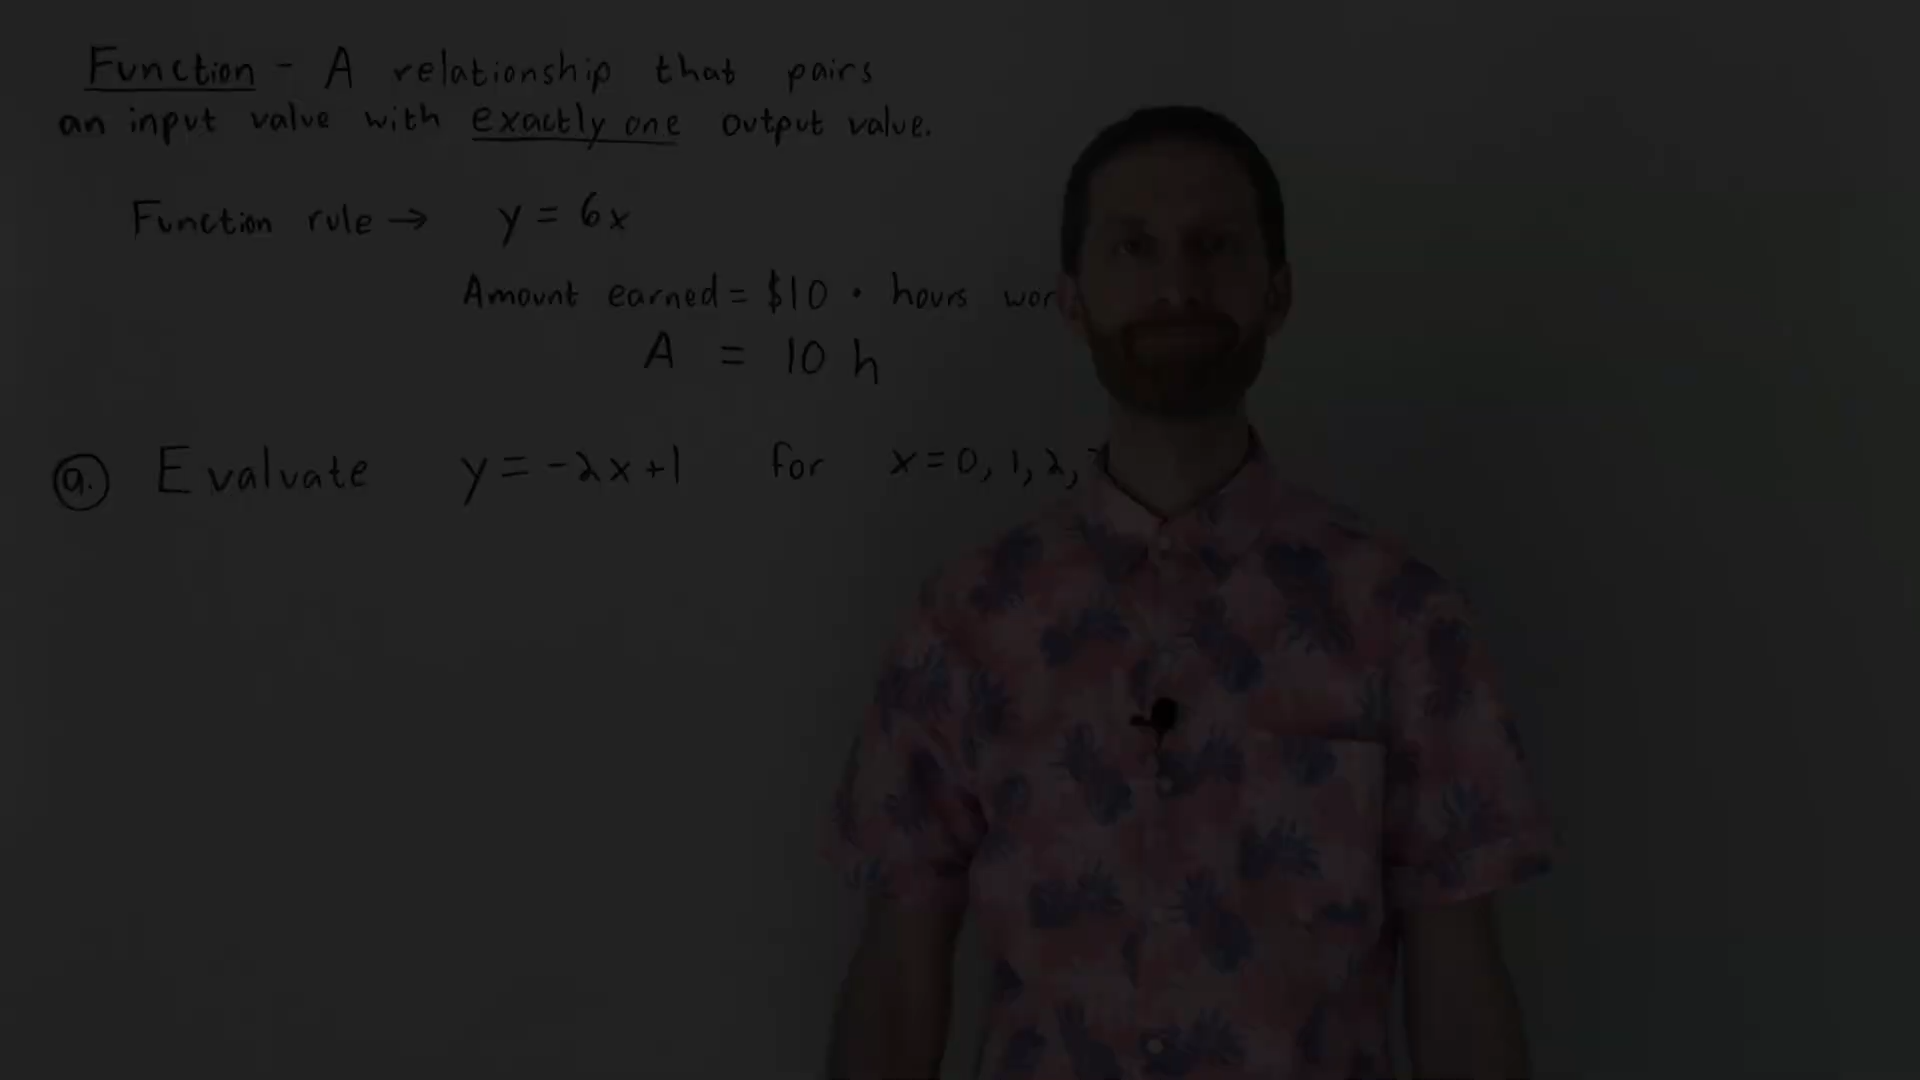 Function - A relationship that pairs
an input value with exactly one output value.
Function rule → y = 6x
Amount earned = $10 · hours
A = 10 h
a. Evaluate y = -2x+1 for x = 0, 1, 2,